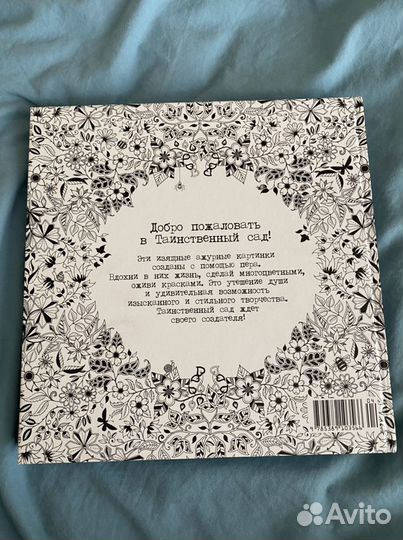 Добро пожаловать
в Таинственный сад!
Эти изящные ажурные картинки
созданы с помощью пера.
Вдохни в них жизнь, сделай многоцветными,
оживи красками. Это утешение души
и удивительная возможность
изысканного и стильного творчества.
Таинственный сад ждет
своего создателя!
04
Avito